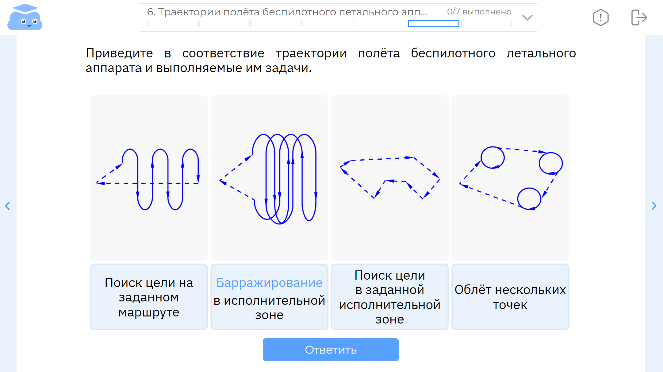 6. Траектории полёта беспилотного летательного апп...
0/7 выполнено
Приведите в соответствие траектории полёта беспилотного летального
аппарата и выполняемые им задачи.
Поиск цели на
заданном
маршруте
Барражирование
в исполнительной
зоне
Поиск цели
в заданной
исполнительной
зоне
Облёт нескольких
точек
Ответить